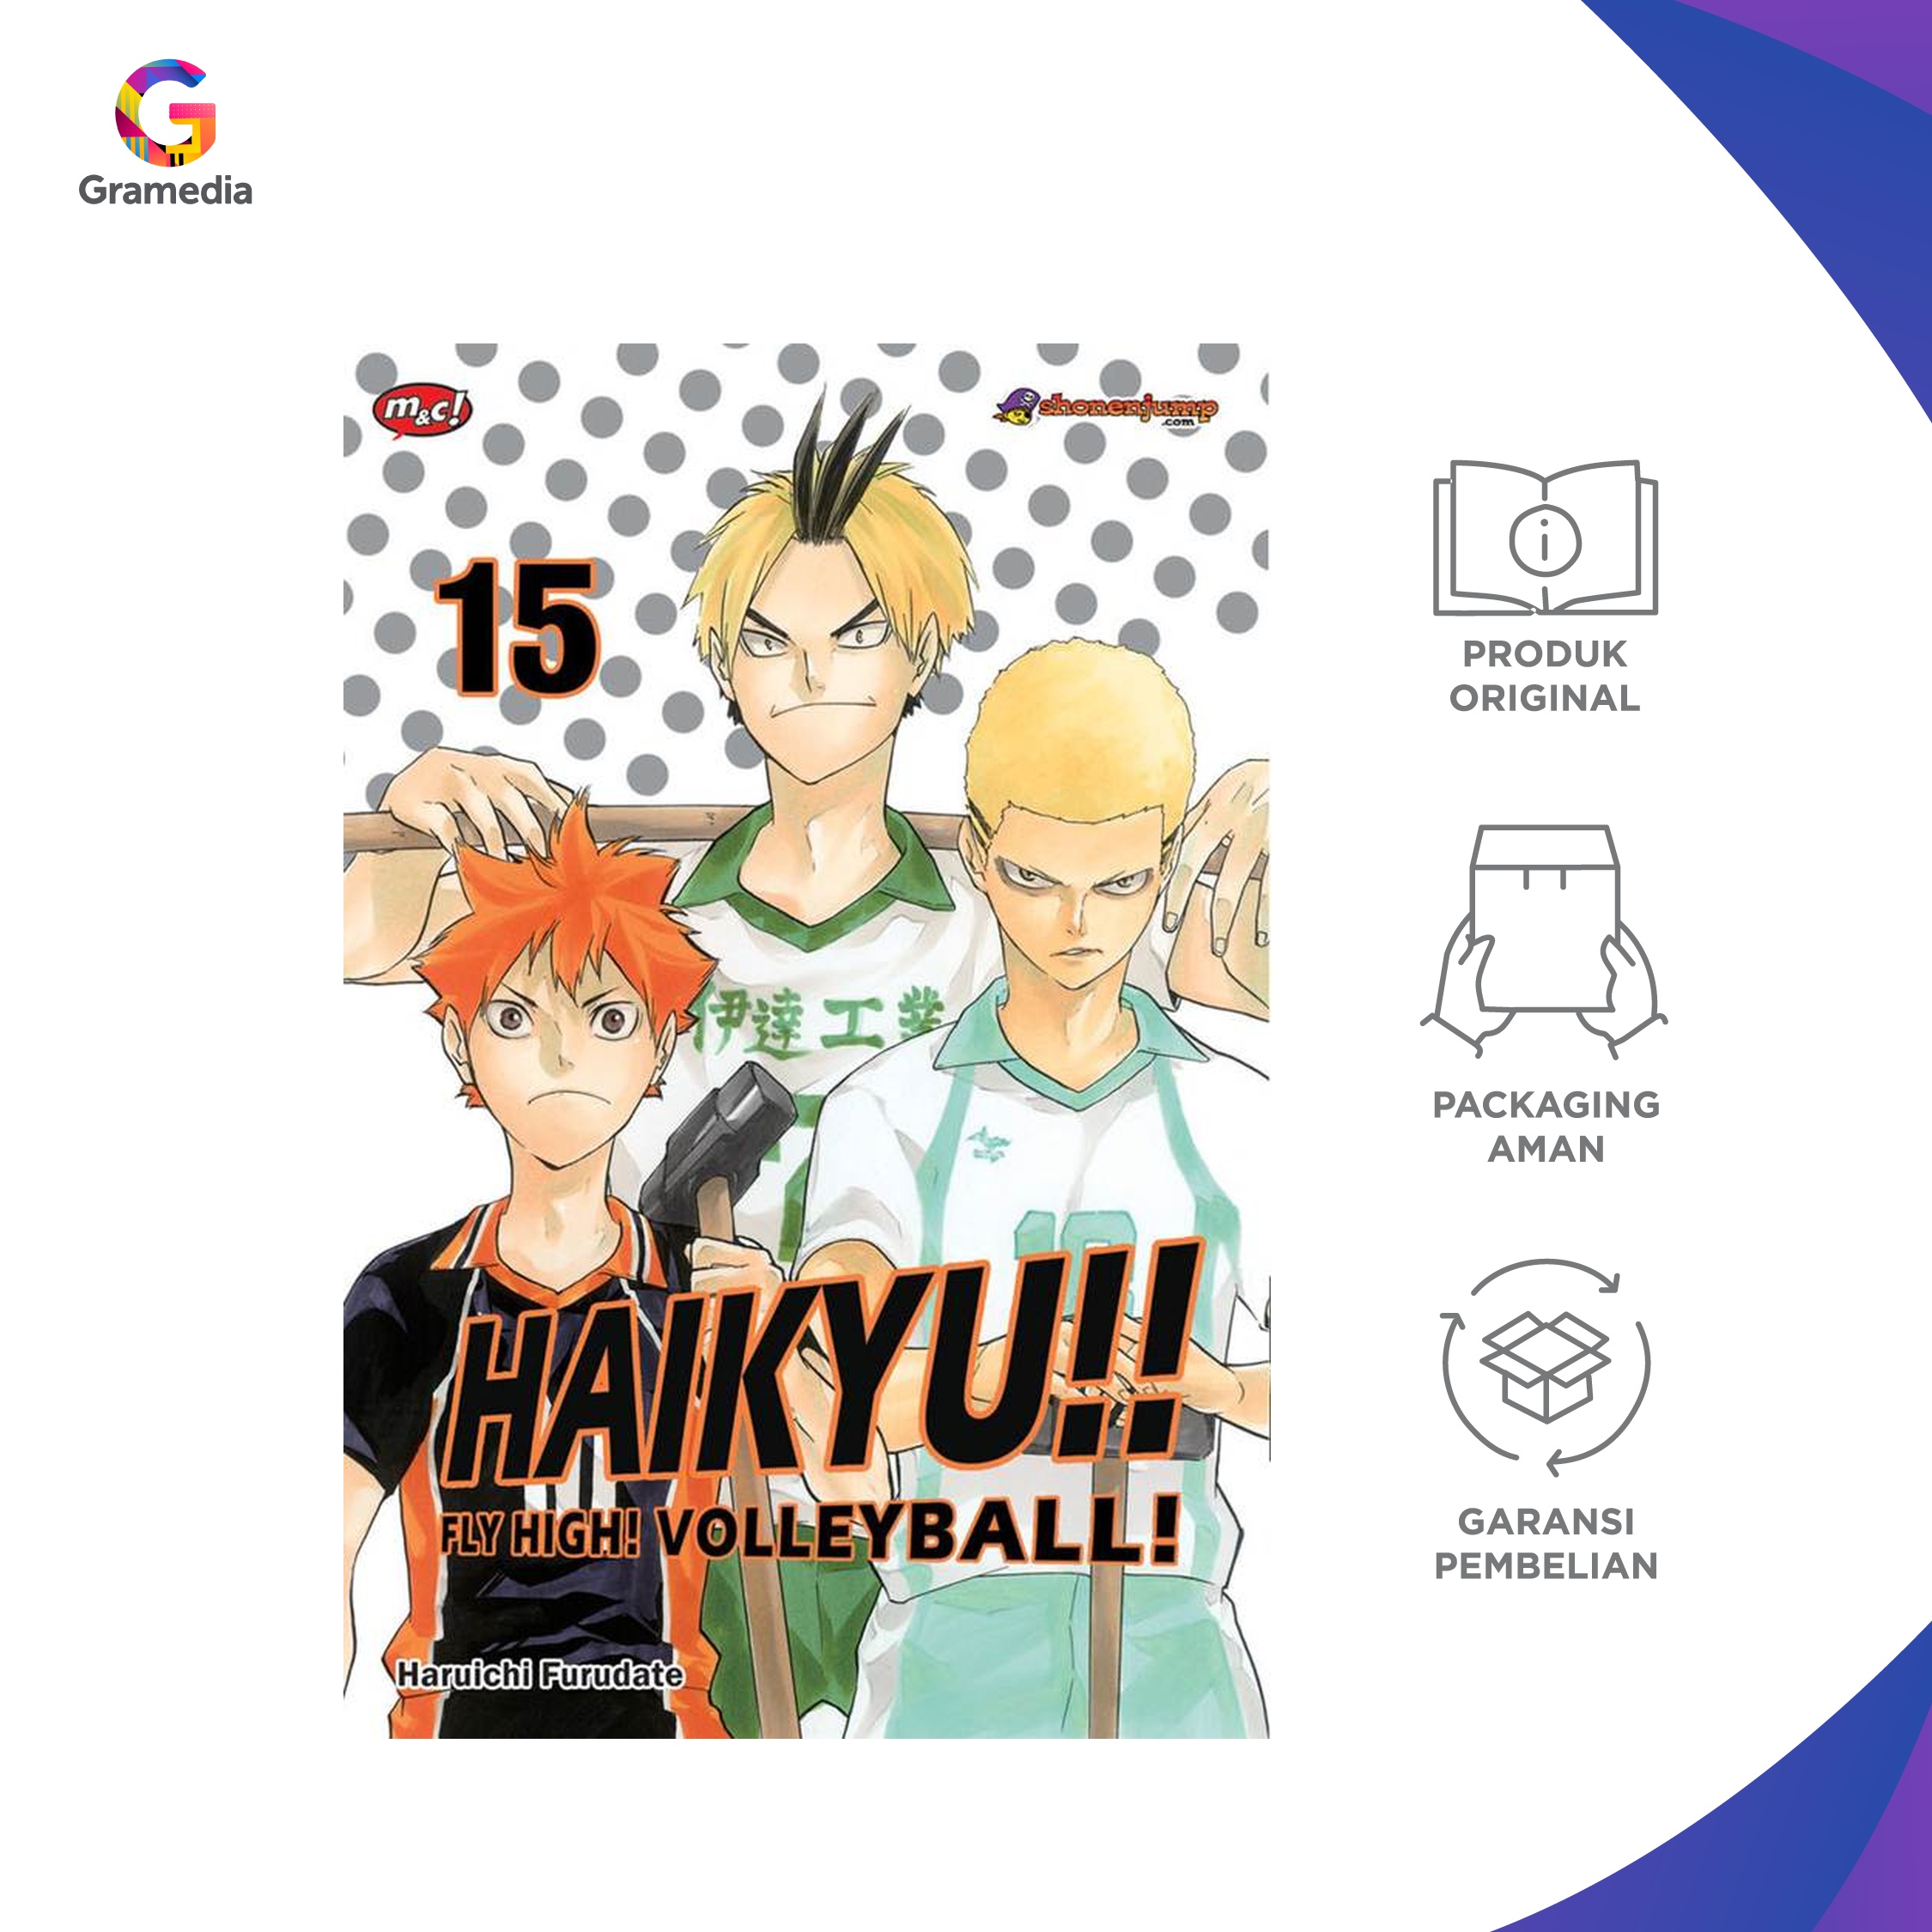 Gramedia
m&c!
shonenjump
.com
15
伊達工業
HAIKYU!!
FLY HIGH! VOLLEYBALL!
Haruichi Furudate
PRODUK
ORIGINAL
PACKAGING
AMAN
GARANSI
PEMBELIAN